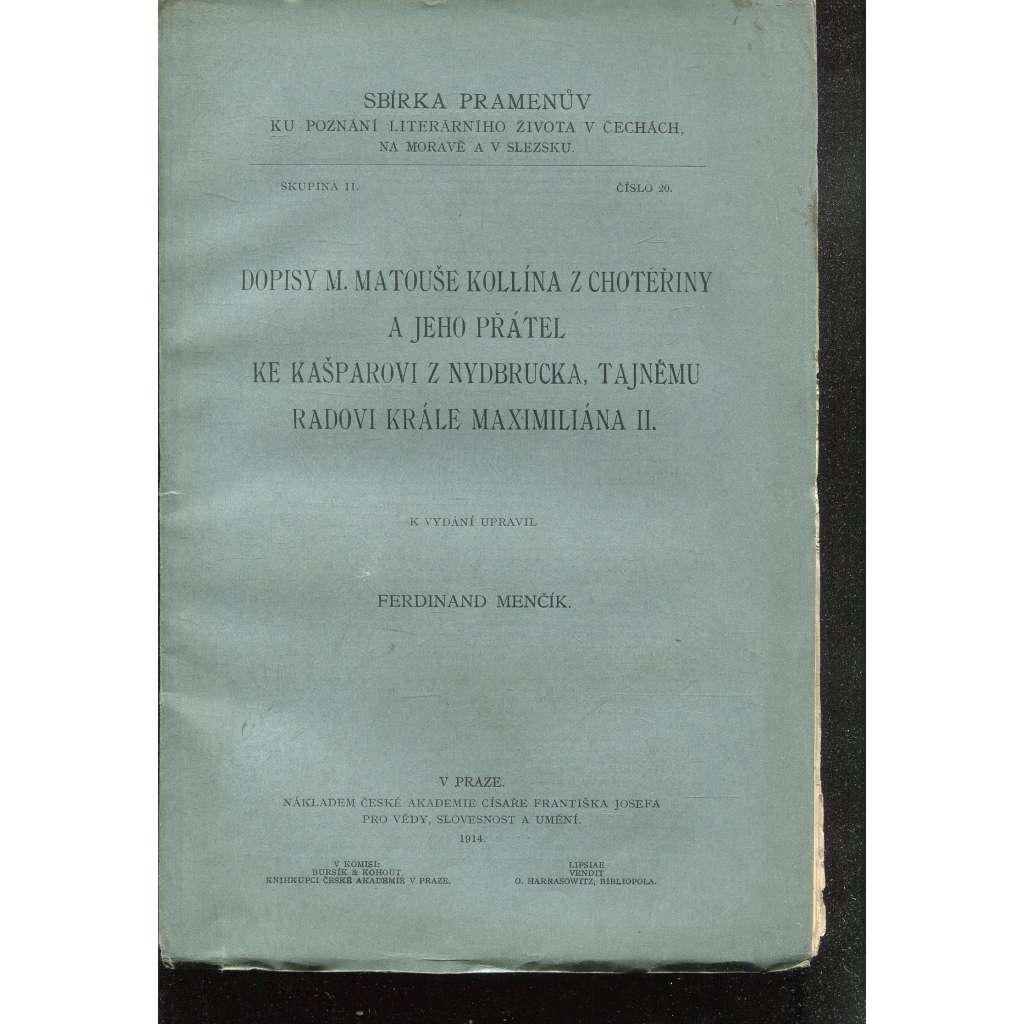 SBÍRKA PRAMENŮV
KU POZNÁNÍ LITERÁRNÍHO ŽIVOTA V ČECHÁCH,
NA MORAVĚ A V SLEZSKU.
SKUPINA II.
ČÍSLO 20.
DOPISY M. MATOUŠE KOLLÍNA Z CHOTĚŘINY
A JEHO PŘÁTEL
KE KAŠPAROVI Z NYDBRUCKA, TAJNÉMU
RADOVI KRÁLE MAXIMILIÁNA II.
K VYDÁNÍ UPRAVIL
FERDINAND MENČÍK.
V PRAZE.
NÁKLADEM ČESKÉ AKADEMIE CÍSAŘE FRANTIŠKA JOSEFA
PRO VĚDY, SLOVESNOST A UMĚNÍ.
1914.
V KOMISI:
BURSÍK & KOHOUT
KNIHKUPCI ČESKÉ AKADEMIE V PRAZE.
LIPSIAE
VENDIT
O. HARRASOWITZ, BIBLIOPOLA.